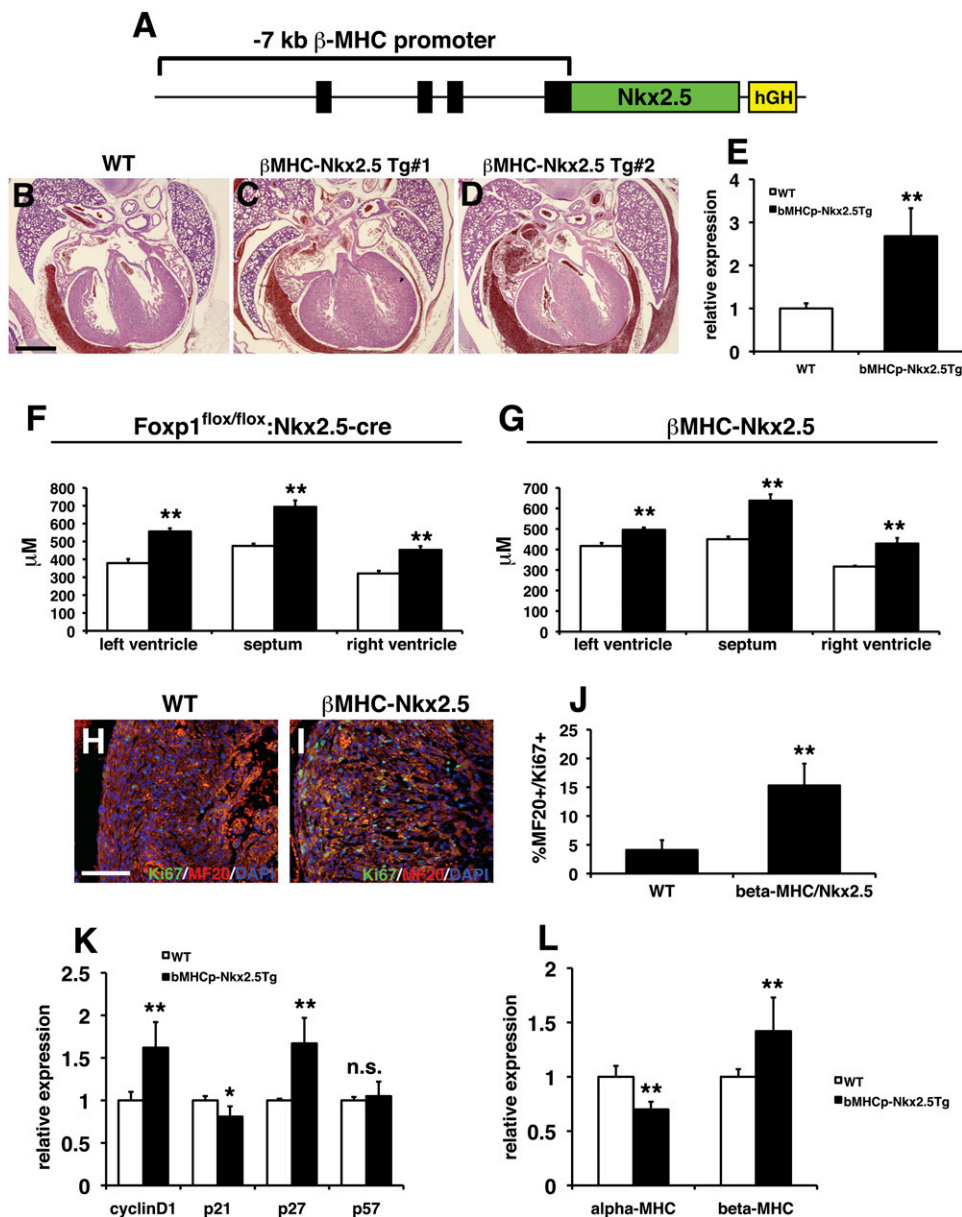 A
-7 kb β-MHC promoter
Nkx2.5
hGH
WT
βMHC-Nkx2.5 Tg#1
βMHC-Nkx2.5 Tg#2
B
C
D
E
relative expression
4
3
2
1
0
WT
bMHCp-Nkx2.5Tg
**
WT
bMHCp-Nkx2.5Tg
F
Foxp1flox/flox:Nkx2.5-cre
μM
800
700
600
500
400
300
200
100
0
**
**
**
left ventricle
septum
right ventricle
G
βMHC-Nkx2.5
μM
800
700
600
500
400
300
200
100
0
**
**
**
left ventricle
septum
right ventricle
WT
βMHC-Nkx2.5
H
Ki67/MF20/DAPI
I
Ki67/MF20/DAPI
J
%MF20+/Ki67+
25
20
15
10
5
0
**
WT
beta-MHC/Nkx2.5
K
WT
bMHCp-Nkx2.5Tg
relative expression
2.5
2
1.5
1
0.5
0
**
*
**
n.s.
cyclinD1
p21
p27
p57
L
relative expression
2
1.5
1
0.5
0
**
**
WT
bMHCp-Nkx2.5Tg
alpha-MHC
beta-MHC